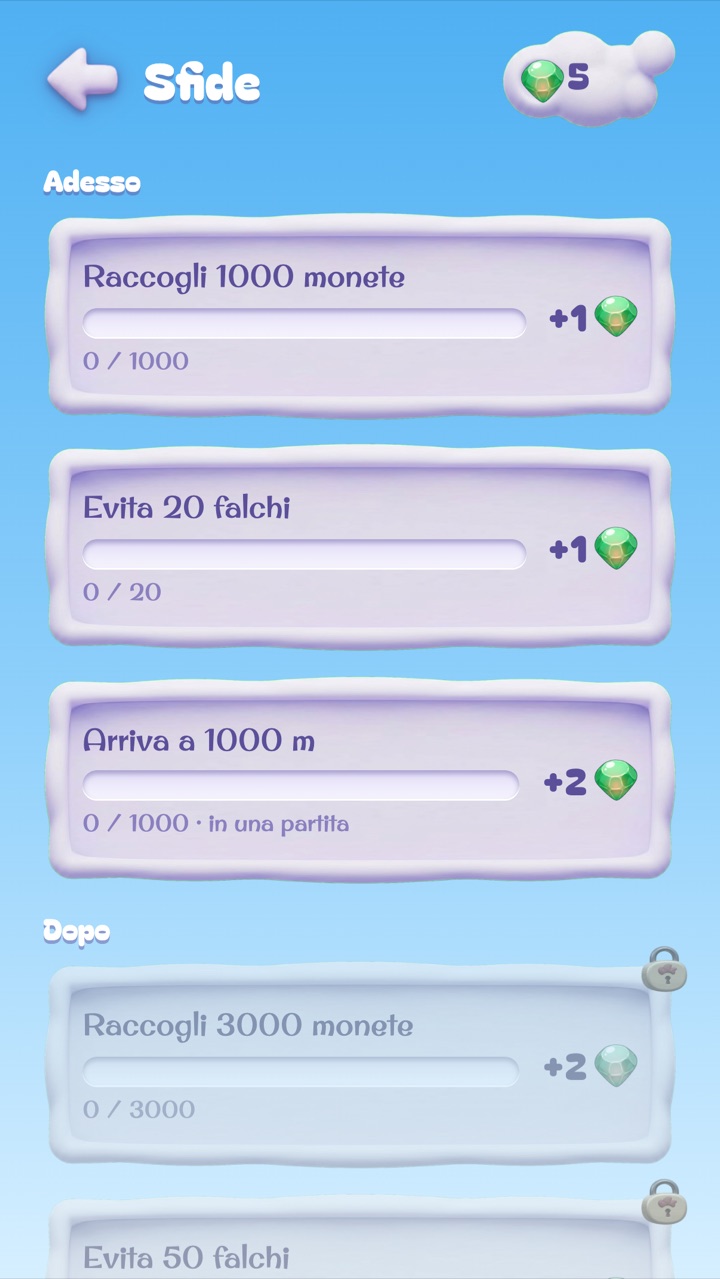 Sfide
5
Adesso
Raccogli 1000 monete
+1
0 / 1000
Evita 20 falchi
+1
0 / 20
Arriva a 1000 m
+2
0 / 1000 · in una partita
Dopo
Raccogli 3000 monete
+2
0 / 3000
Evita 50 falchi